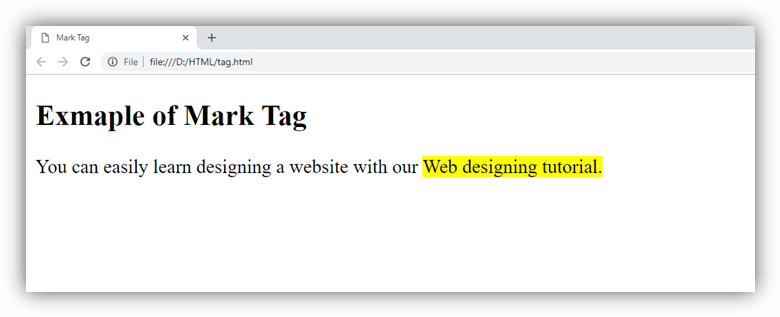 Mark Tag
File file:///D:/HTML/tag.html
Exmaple of Mark Tag
You can easily learn designing a website with our Web designing tutorial.